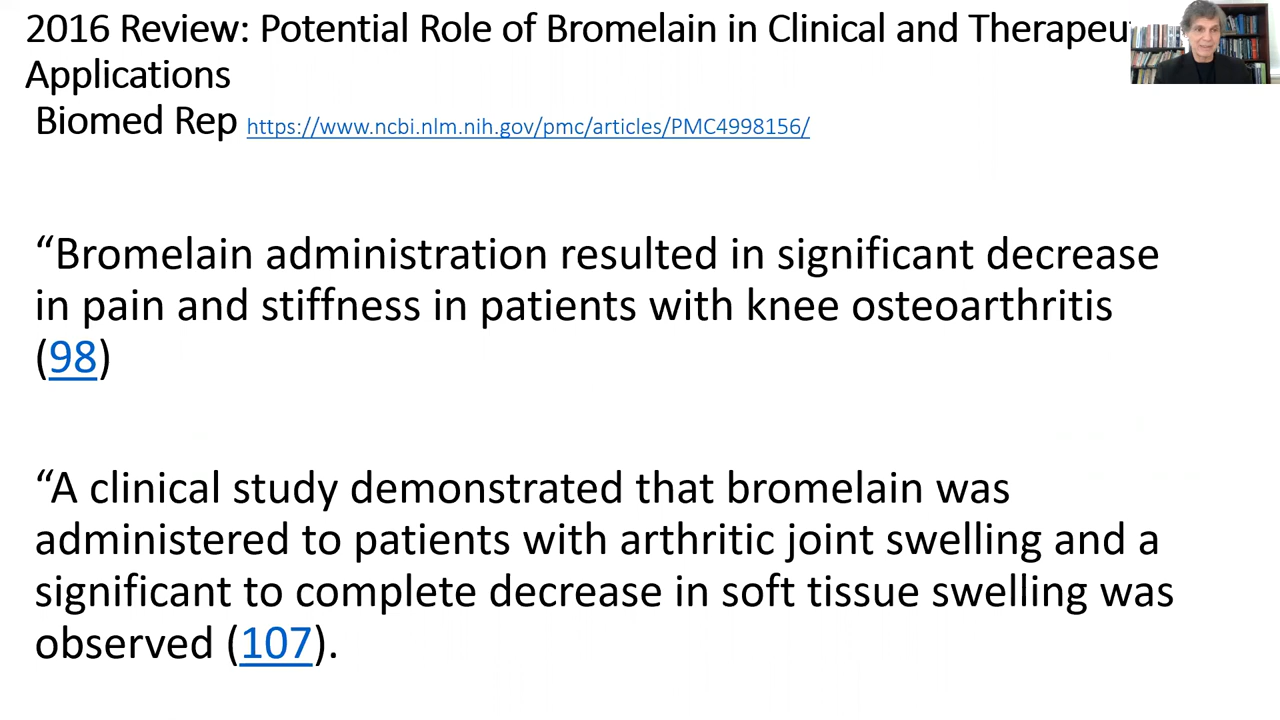 2016 Review: Potential Role of Bromelain in Clinical and
Applications
Biomed Rep https://www.ncbi.nlm.nih.gov/pmc/articles/PMC4998156/
“Bromelain administration resulted in significant decrease
in pain and stiffness in patients with knee osteoarthritis
(98)
“A clinical study demonstrated that bromelain was
administered to patients with arthritic joint swelling and a
significant to complete decrease in soft tissue swelling was
observed (107).